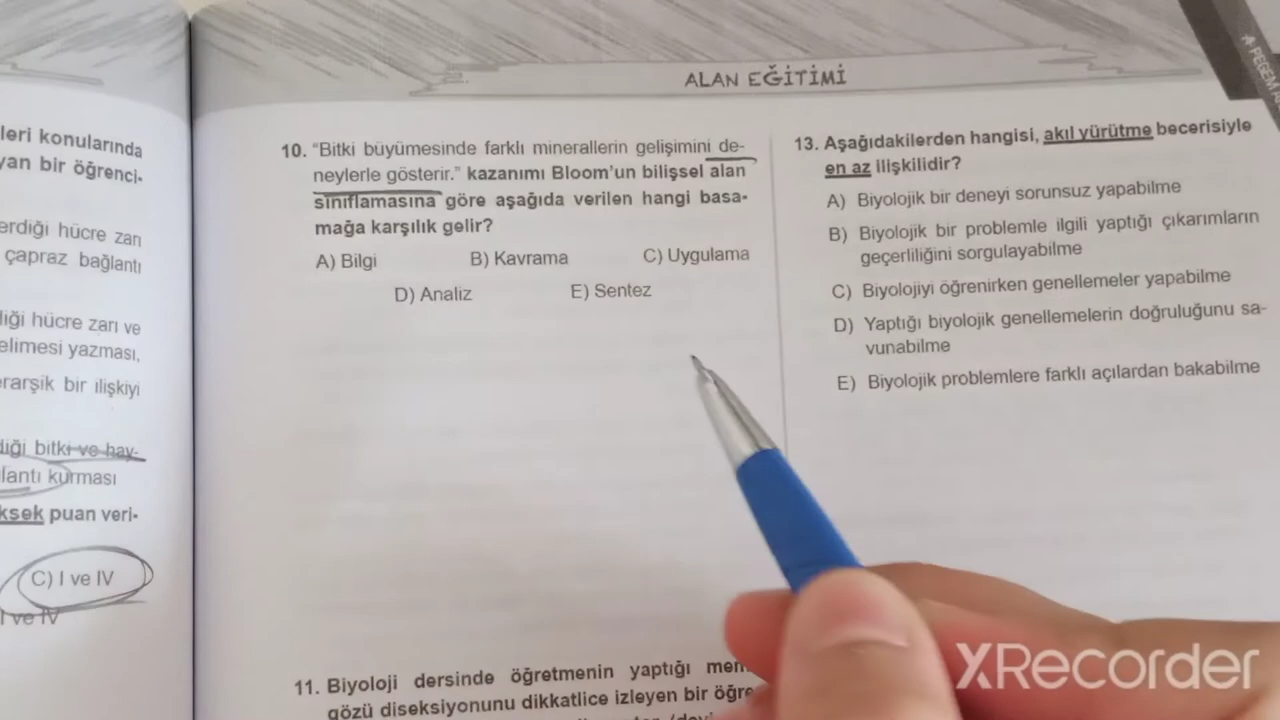 ALAN EĞİTİMİ
PEGEM
leri konularında
yan bir öğrenci-
erdiği hücre zarı
çapraz bağlantı
diği hücre zarı ve
elimesi yazması,
erarşik bir ilişkiyi
diği bitki ve hay-
lantı kurması
ksek puan veri-
C) I ve IV
I ve IV
10. “Bitki büyümesinde farklı minerallerin gelişimini de-
neylerle gösterir.” kazanımı Bloom’un bilişsel alan
sınıflamasına göre aşağıda verilen hangi basa-
mağa karşılık gelir?
A) Bilgi B) Kavrama C) Uygulama
D) Analiz E) Sentez
11. Biyoloji dersinde öğretmenin yaptığı
gözü diseksiyonunu dikkatlice izleyen bir öğre
13. Aşağıdakilerden hangisi, akıl yürütme becerisiyle
en az ilişkilidir?
A) Biyolojik bir deneyi sorunsuz yapabilme
B) Biyolojik bir problemle ilgili yaptığı çıkarımların
geçerliliğini sorgulayabilme
C) Biyolojiyi öğrenirken genellemeler yapabilme
D) Yaptığı biyolojik genellemelerin doğruluğunu sa-
vunabilme
E) Biyolojik problemlere farklı açılardan bakabilme
XRecorder